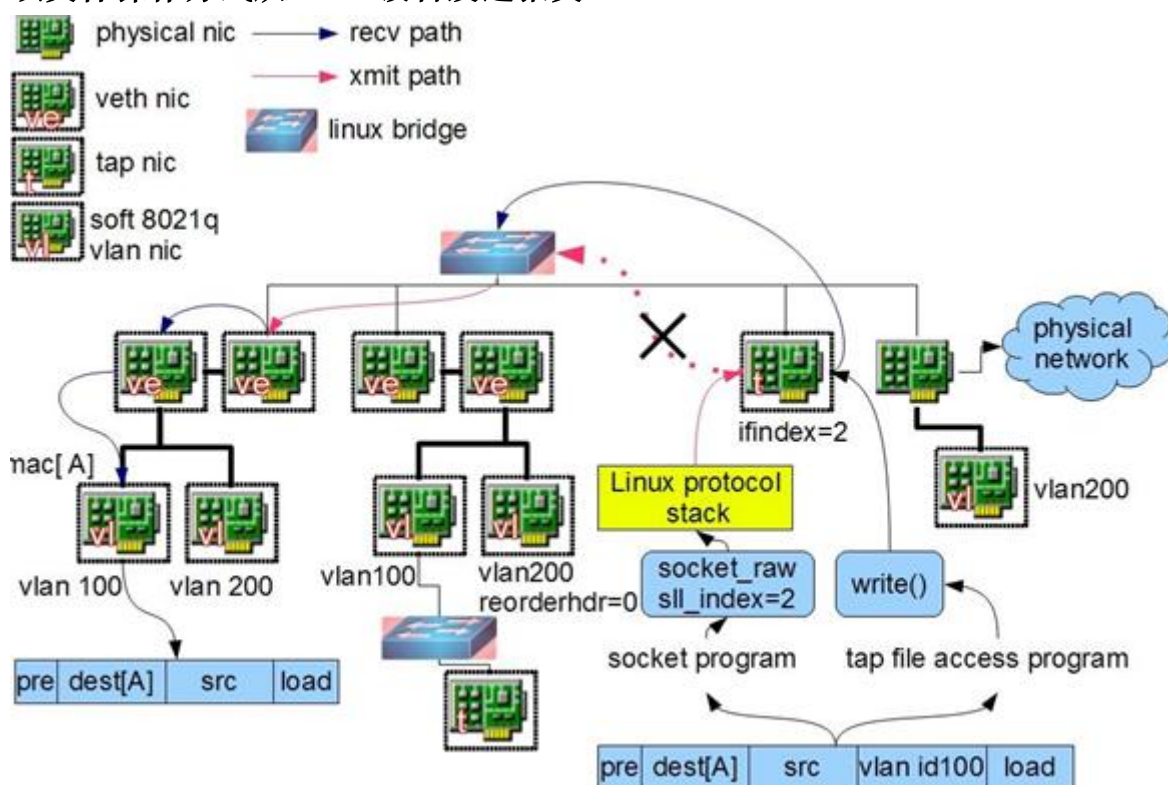 physical nic
recv path
xmit path
ve
veth nic
linux bridge
t
tap nic
vl
soft 8021q
vlan nic
physical
network
ve
ve
ve
ve
t
ifindex=2
mac[ A]
Linux protocol
stack
vl
vl
vl
vl
vl
vlan200
vlan 100
vlan 200
vlan100
vlan200
reorderhdr=0
socket_raw
sll_index=2
write()
socket program
tap file access program
pre dest[A] src load
t
pre dest[A] src vlan id100 load